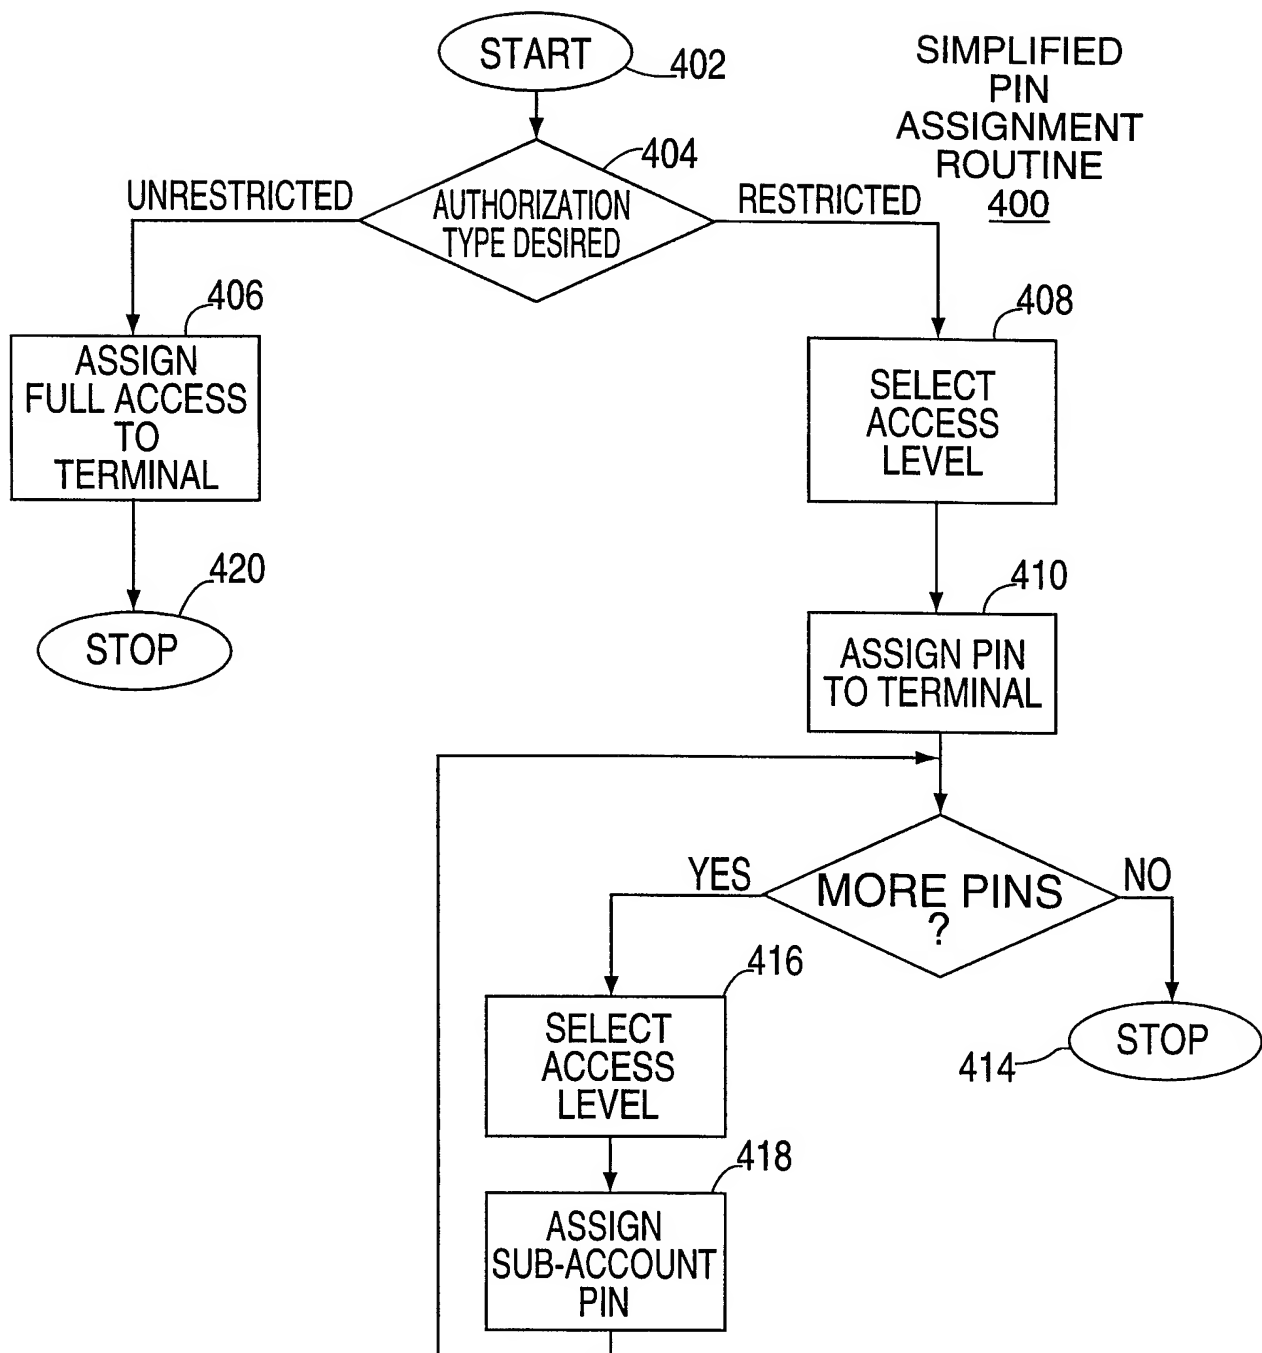 START
402
SIMPLIFIED
PIN
ASSIGNMENT
ROUTINE
400
404
UNRESTRICTED
AUTHORIZATION
TYPE DESIRED
RESTRICTED
406
ASSIGN
FULL ACCESS
TO
TERMINAL
408
SELECT
ACCESS
LEVEL
420
STOP
410
ASSIGN PIN
TO TERMINAL
YES
MORE PINS
?
NO
416
SELECT
ACCESS
LEVEL
STOP
414
418
ASSIGN
SUB-ACCOUNT
PIN